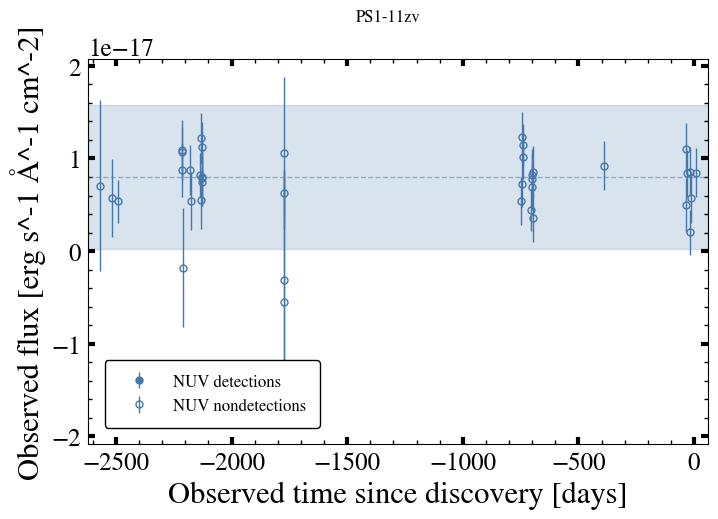 PS1-11zv
1e−17
2
1
0
−1
−2
Observed flux [erg s^-1 Å^-1 cm^-2]
NUV detections
NUV nondetections
−2500 −2000 −1500 −1000 −500 0
Observed time since discovery [days]